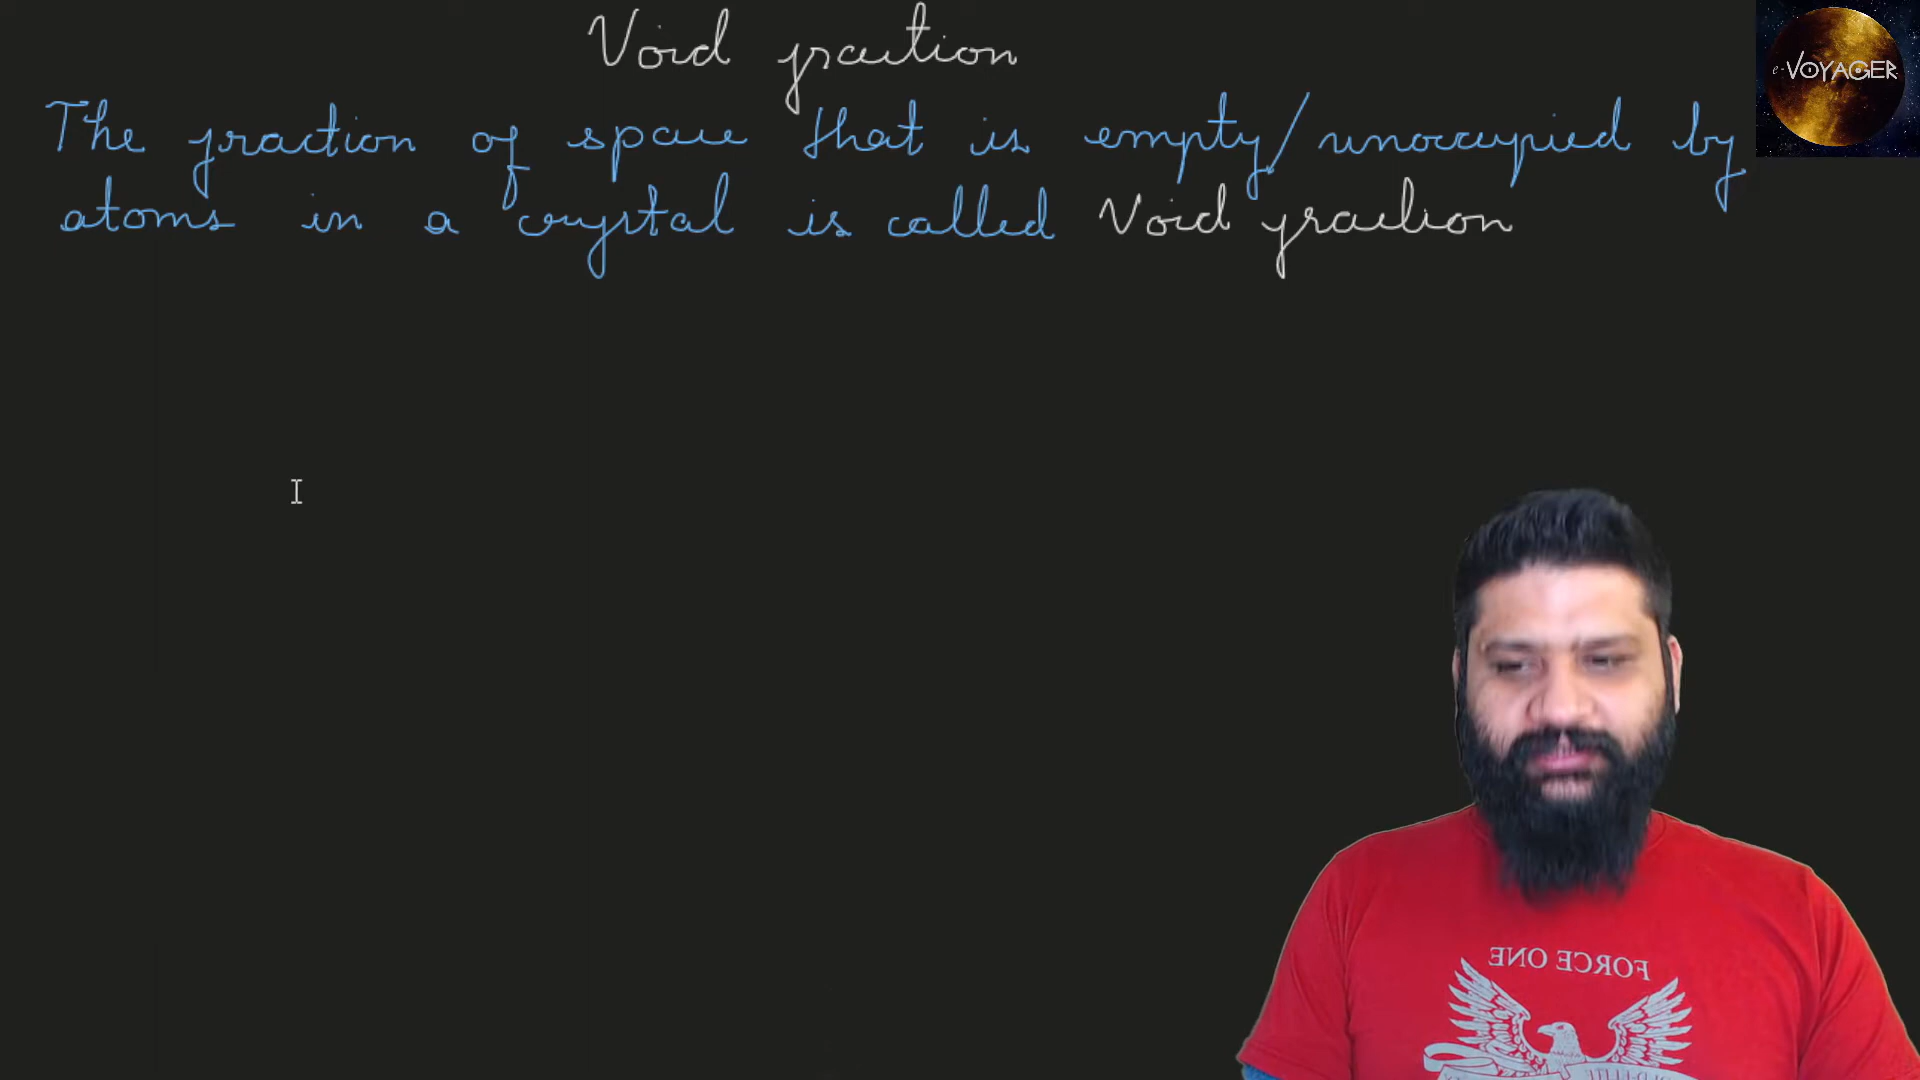 Void fraction
The fraction of space that is empty/unoccupied by
atoms in a crystal is called Void fraction
e-VOYAGER
FORCE ONE